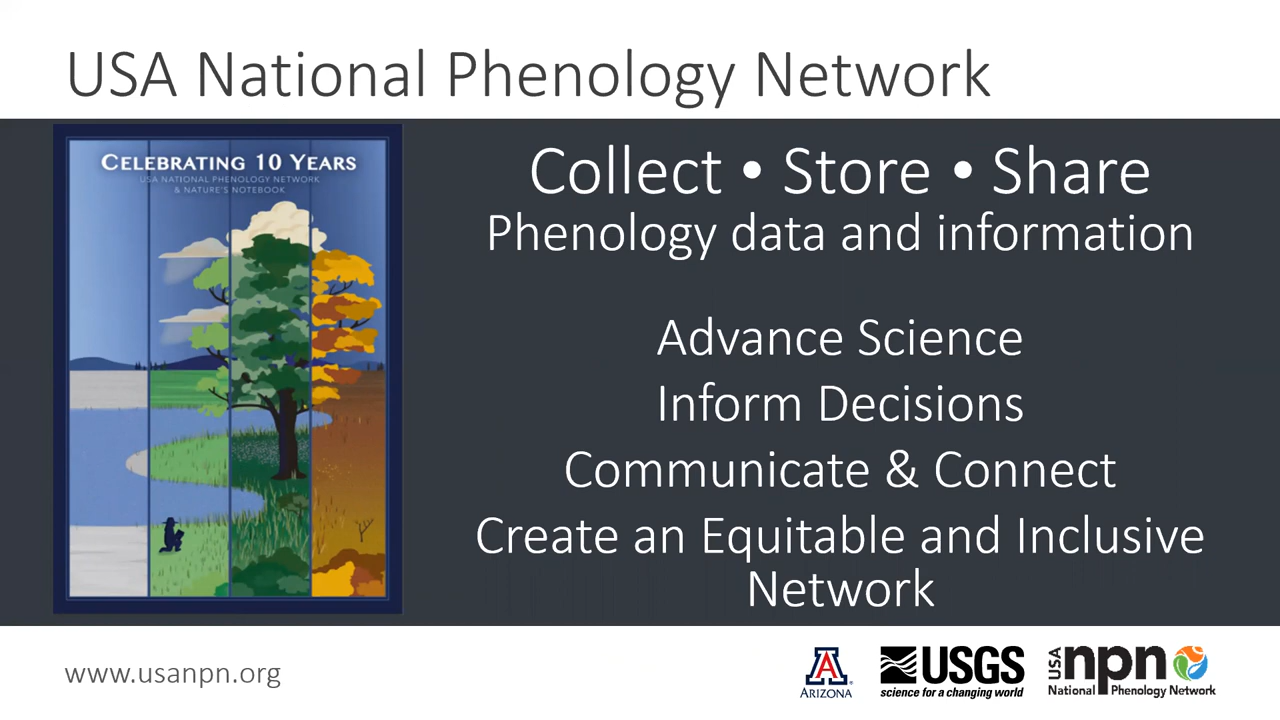 USA National Phenology Network
CELEBRATING 10 YEARS
USA NATIONAL PHENOLOGY NETWORK
& NATURE'S NOTEBOOK
Collect • Store • Share
Phenology data and information
Advance Science
Inform Decisions
Communicate & Connect
Create an Equitable and Inclusive
Network
www.usanpn.org
A
ARIZONA
USGS
science for a changing world
USA npn
National Phenology Network